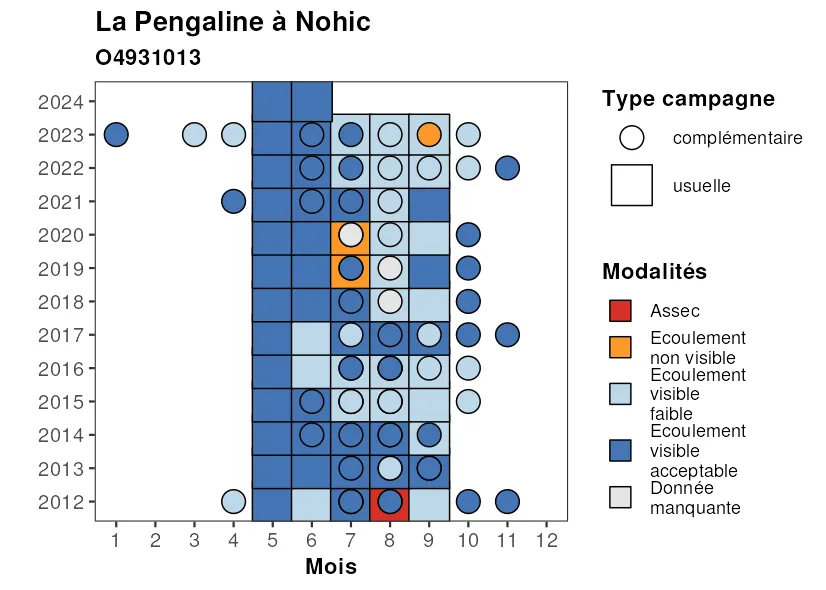 La Pengaline à Nohic
O4931013
2024
2023
2022
2021
2020
2019
2018
2017
2016
2015
2014
2013
2012
1 2 3 4 5 6 7 8 9 10 11 12
Mois
Type campagne
complémentaire
usuelle
Modalités
Assec
Ecoulement
non visible
Ecoulement
visible
faible
Ecoulement
visible
acceptable
Donnée
manquante